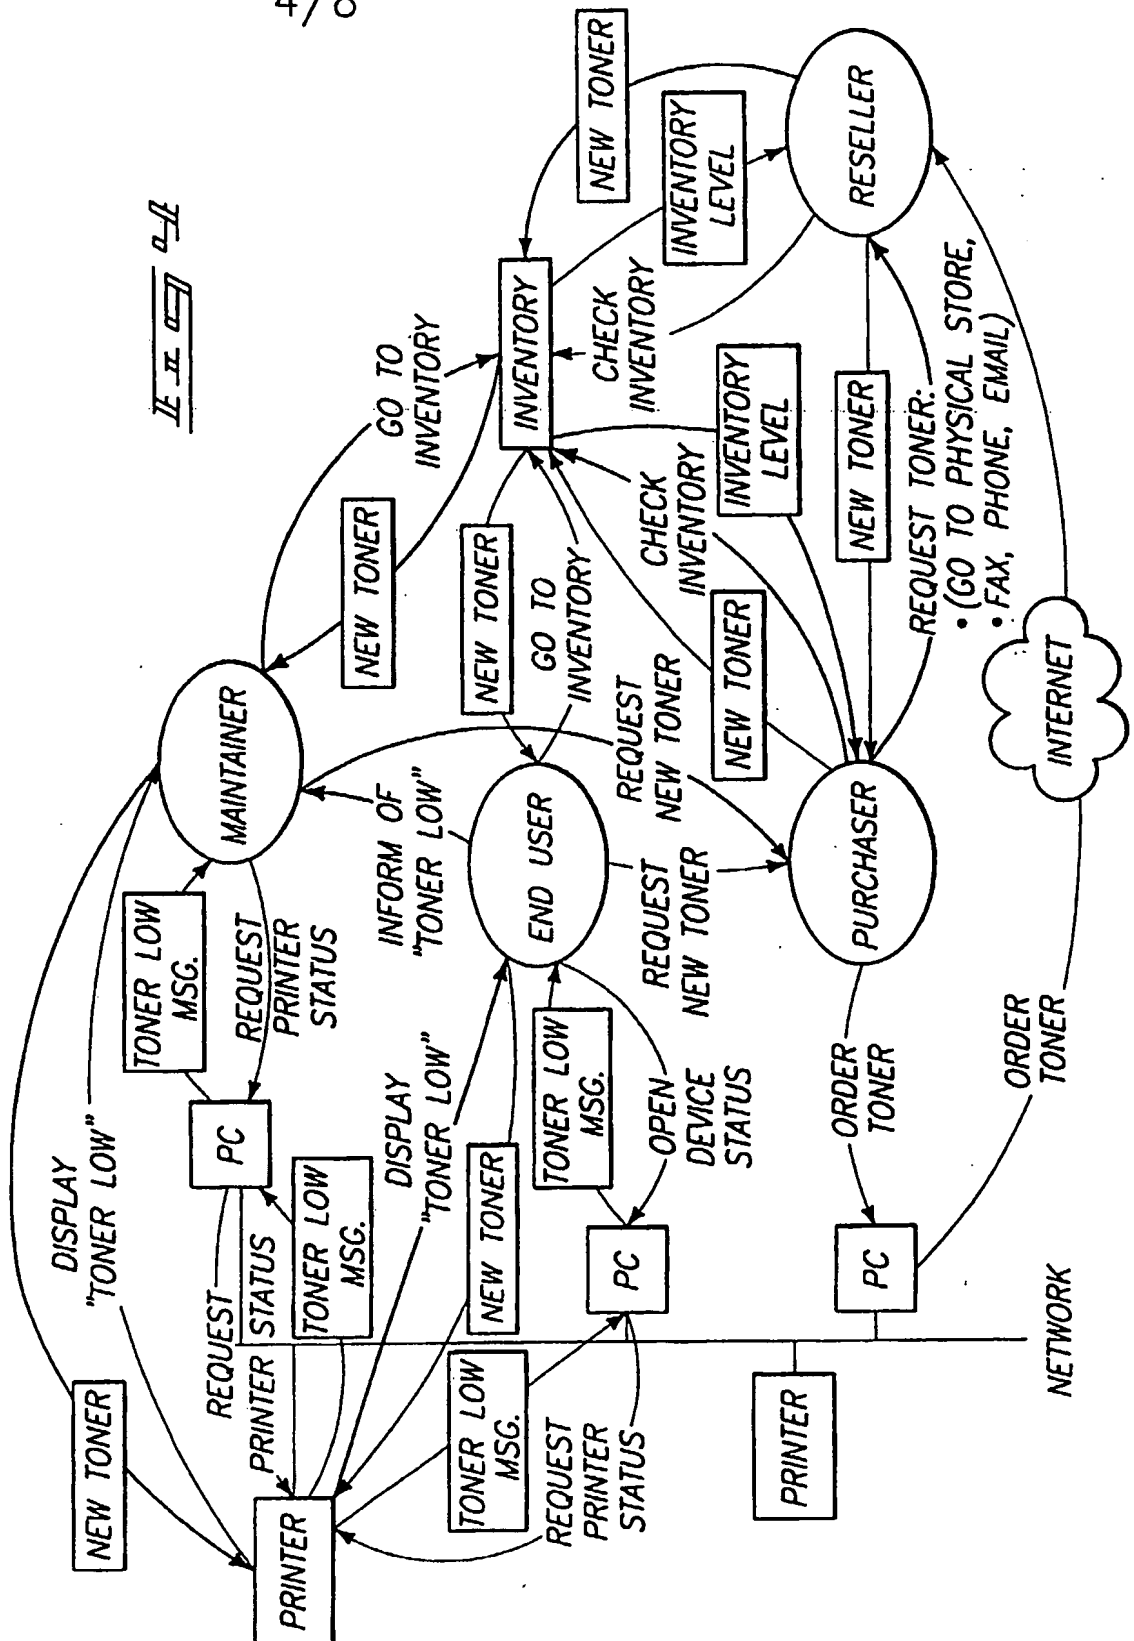 4/8
Fig. 4
NEW TONER
DISPLAY
"TONER LOW"
MAINTAINER
TONER LOW
MSG.
REQUEST
PRINTER
STATUS
PC
REQUEST
PRINTER STATUS
TONER LOW
MSG.
PRINTER
NEW TONER
GO TO
INVENTORY
INFORM OF
"TONER LOW"
DISPLAY
"TONER LOW"
NEW TONER
END USER
NEW TONER
GO TO
INVENTORY
INVENTORY
NEW TONER
INVENTORY
LEVEL
CHECK
INVENTORY
RESELLER
TONER LOW
MSG.
REQUEST
PRINTER
STATUS
TONER LOW
MSG.
OPEN
DEVICE
STATUS
PC
REQUEST
NEW TONER
REQUEST
NEW TONER
CHECK
INVENTORY
INVENTORY
LEVEL
NEW TONER
NEW TONER
REQUEST TONER:
• (GO TO PHYSICAL STORE,
• FAX, PHONE, EMAIL)
PURCHASER
ORDER
TONER
PC
PRINTER
NETWORK
ORDER
TONER
INTERNET